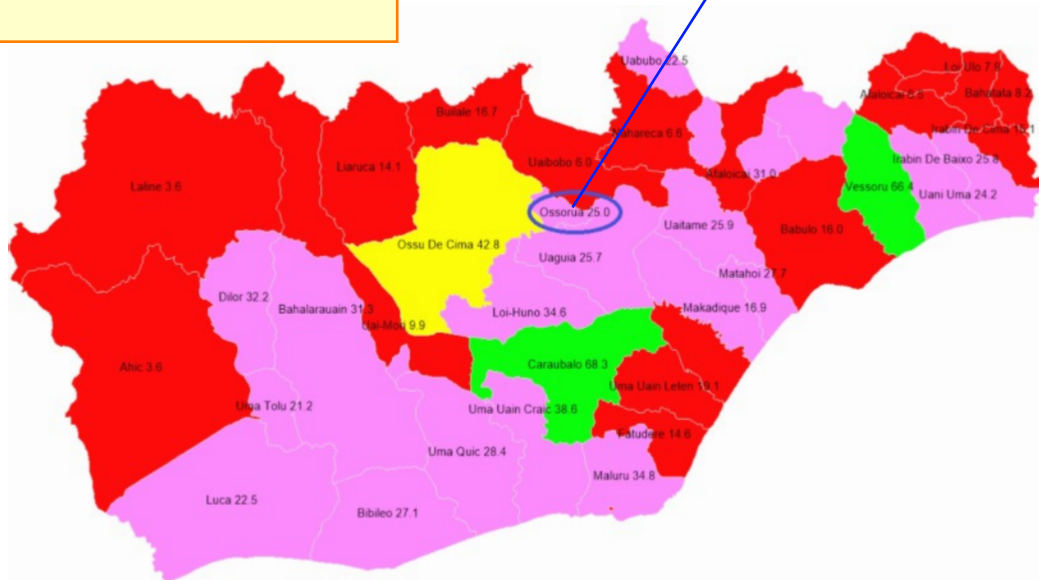 Uabubo 22.5
Loi Ulo 7.8
Builale 16.7
Bahatata 8.2
Nahareca 6.6
Irabin De Cima 15.1
Uaibobo 6.0
Irabin De Baixo 25.8
Liaruca 14.1
Afaloicai 31.0
Laline 3.6
Vessoru 66.4
Uani Uma 24.2
Ossorua 25.0
Uaitame 25.9
Babulo 16.0
Ossu De Cima 42.8
Uaguia 25.7
Matahoi 27.7
Dilor 32.2
Bahalarauain 31.3
Loi-Huno 34.6
Makadique 16.9
Uai-Mori 9.9
Ahic 3.6
Caraubalo 68.3
Uma Uain Leten 19.1
Uma Tolu 21.2
Uma Uain Craic 38.6
Fatudere 14.6
Uma Quic 28.4
Maluru 34.8
Luca 22.5
Bibileo 27.1